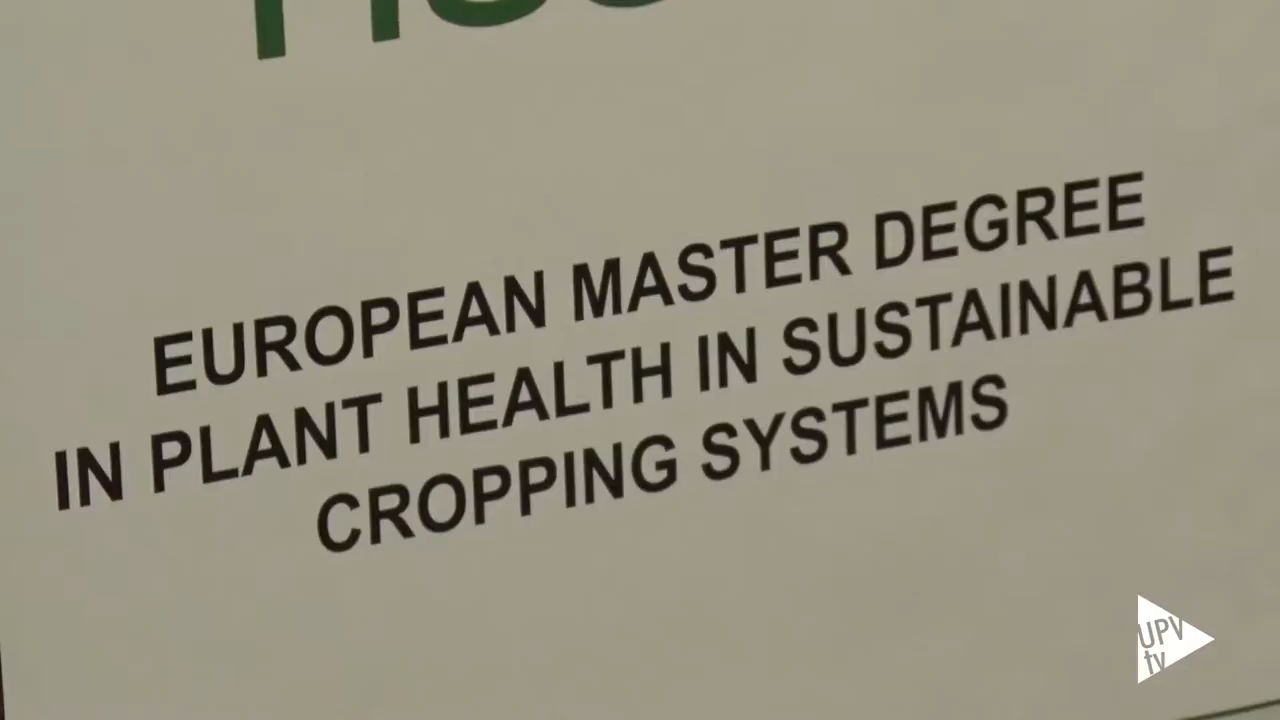 EUROPEAN MASTER DEGREE
IN PLANT HEALTH IN SUSTAINABLE
CROPPING SYSTEMS
UPV
tv